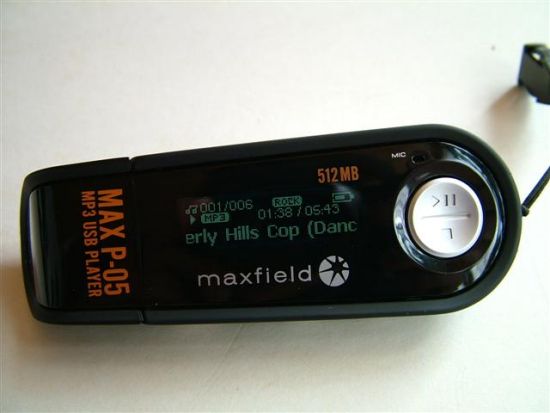 MAX P-05
MP3 USB PLAYER
512MB
MIC
001/006 ROCK
MP3 01:38 / 05:43
erly Hills Cop (Danc
maxfield